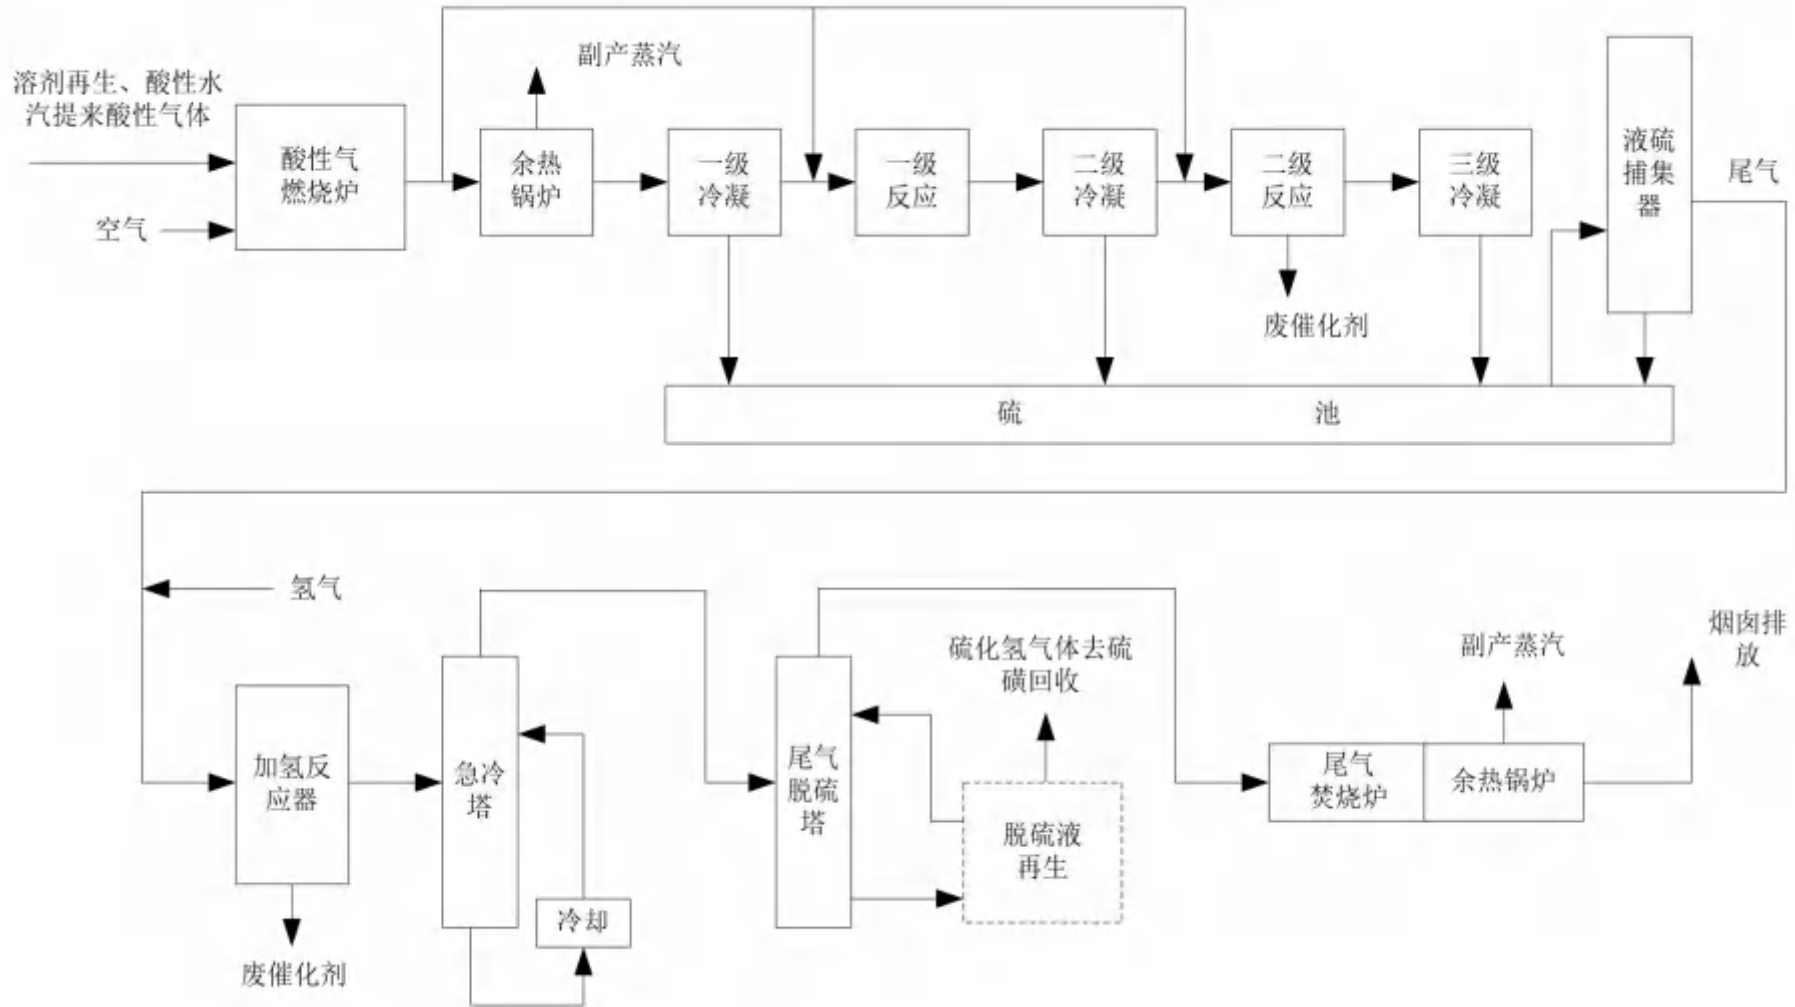 副产蒸汽
溶剂再生、酸性水
汽提来酸性气体
空气
酸性气
燃烧炉
余热
锅炉
一级
冷凝
一级
反应
二级
冷凝
二级
反应
三级
冷凝
液硫
捕集
器
尾气
废催化剂
硫 池
氢气
加氢反
应器
废催化剂
急冷
塔
冷却
尾气
脱硫
塔
硫化氢气体去硫
磺回收
脱硫液
再生
尾气
焚烧炉
余热锅炉
副产蒸汽
烟囱排
放